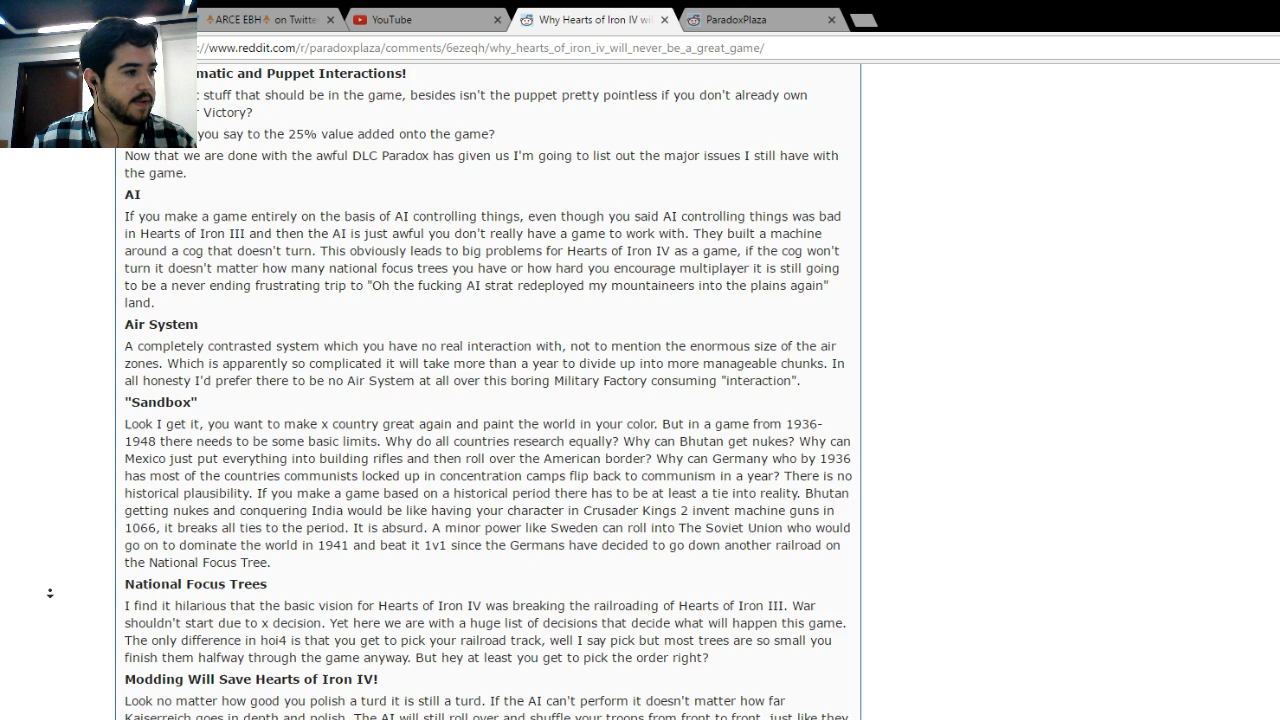 ARCE EBH on Twitte
YouTube
Why Hearts of Iron IV wi
ParadoxPlaza
://www.reddit.com/r/paradoxplaza/comments/6ezeqh/why_hearts_of_iron_iv_will_never_be_a_great_game/
matic and Puppet Interactions!
stuff that should be in the game, besides isn't the puppet pretty pointless if you don't already own
Victory?
you say to the 25% value added onto the game?
Now that we are done with the awful DLC Paradox has given us I'm going to list out the major issues I still have with
the game.
AI
If you make a game entirely on the basis of AI controlling things, even though you said AI controlling things was bad
in Hearts of Iron III and then the AI is just awful you don't really have a game to work with. They built a machine
around a cog that doesn't turn. This obviously leads to big problems for Hearts of Iron IV as a game, if the cog won't
turn it doesn't matter how many national focus trees you have or how hard you encourage multiplayer it is still going
to be a never ending frustrating trip to "Oh the fucking AI strat redeployed my mountaineers into the plains again"
land.
Air System
A completely contrasted system which you have no real interaction with, not to mention the enormous size of the air
zones. Which is apparently so complicated it will take more than a year to divide up into more manageable chunks. In
all honesty I'd prefer there to be no Air System at all over this boring Military Factory consuming "interaction".
"Sandbox"
Look I get it, you want to make x country great again and paint the world in your color. But in a game from 1936-
1948 there needs to be some basic limits. Why do all countries research equally? Why can Bhutan get nukes? Why can
Mexico just put everything into building rifles and then roll over the American border? Why can Germany who by 1936
has most of the countries communists locked up in concentration camps flip back to communism in a year? There is no
historical plausibility. If you make a game based on a historical period there has to be at least a tie into reality. Bhutan
getting nukes and conquering India would be like having your character in Crusader Kings 2 invent machine guns in
1066, it breaks all ties to the period. It is absurd. A minor power like Sweden can roll into The Soviet Union who would
go on to dominate the world in 1941 and beat it 1v1 since the Germans have decided to go down another railroad on
the National Focus Tree.
National Focus Trees
I find it hilarious that the basic vision for Hearts of Iron IV was breaking the railroading of Hearts of Iron III. War
shouldn't start due to x decision. Yet here we are with a huge list of decisions that decide what will happen this game.
The only difference in hoi4 is that you get to pick your railroad track, well I say pick but most trees are so small you
finish them halfway through the game anyway. But hey at least you get to pick the order right?
Modding Will Save Hearts of Iron IV!
Look no matter how good you polish a turd it is still a turd. If the AI can't perform it doesn't matter how far
Kaiserreich goes in depth and polish. The AI will still roll over and shuffle your troops from front to front, just like they